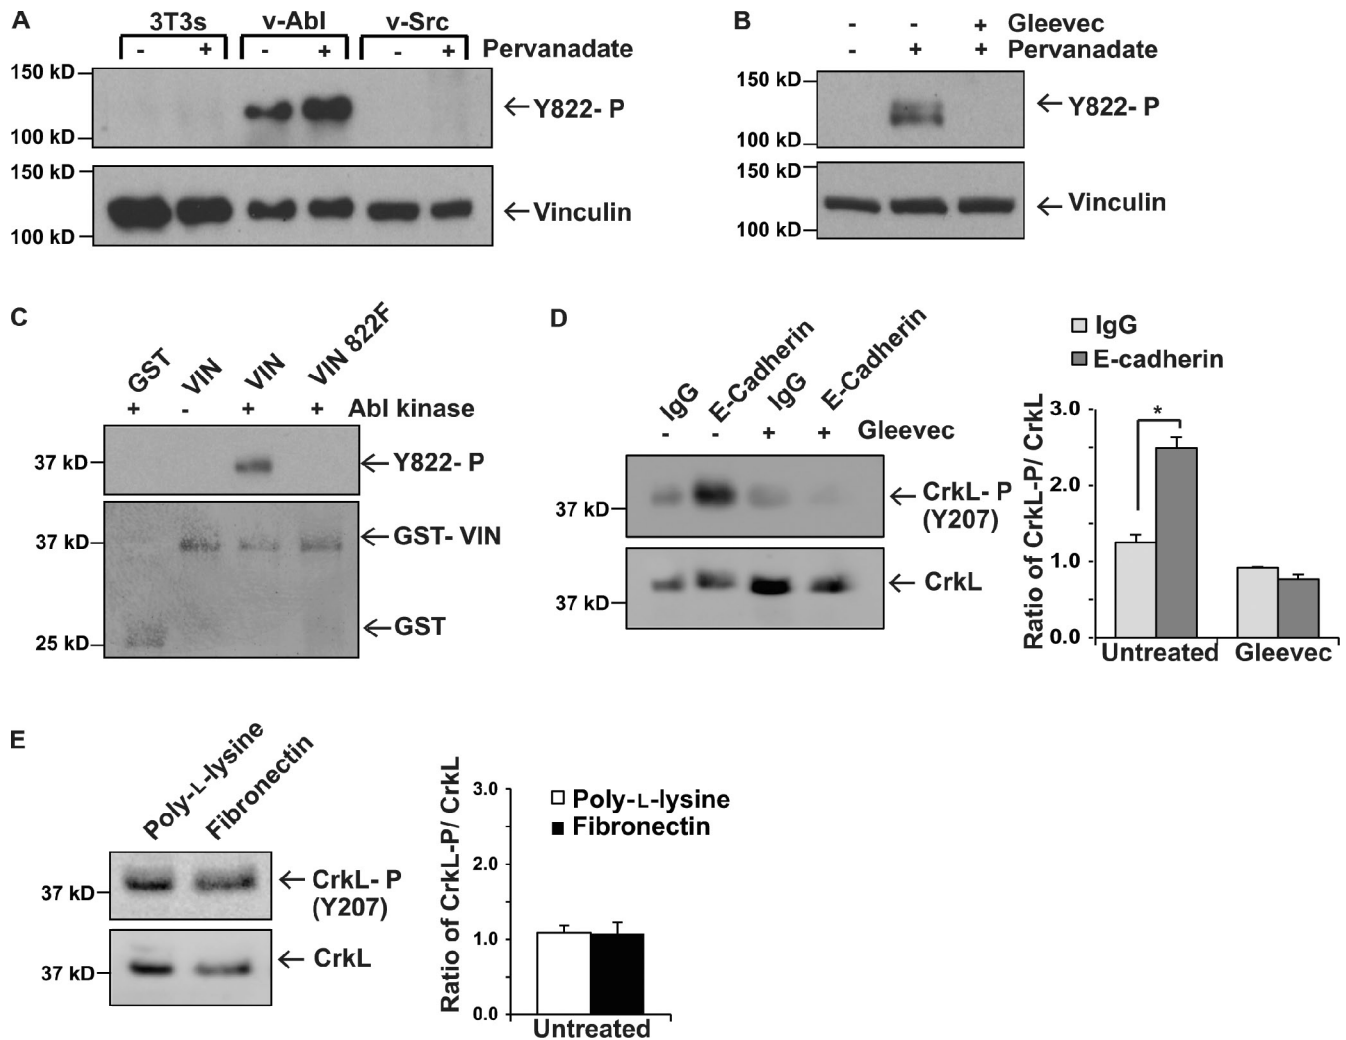 A
3T3s v-Abl v-Src
- + - + - + Pervanadate
150 kD
Y822- P
100 kD
150 kD
Vinculin
100 kD
B
- - + Gleevec
- + + Pervanadate
150 kD
Y822- P
100 kD
150 kD
Vinculin
100 kD
C
GST VIN VIN VIN 822F
+ - + + Abl kinase
37 kD
Y822- P
37 kD
GST- VIN
GST
25 kD
D
IgG E-Cadherin IgG E-Cadherin
- - + + Gleevec
37 kD
CrkL- P
(Y207)
CrkL
37 kD
IgG
E-cadherin
Ratio of CrkL-P/ CrkL
3.0
*
2.0
1.0
0.0
Untreated Gleevec
E
Poly-L-lysine Fibronectin
37 kD
CrkL- P
(Y207)
CrkL
37 kD
Ratio of CrkL-P/ CrkL
3.0
Poly-L-lysine
Fibronectin
2.0
1.0
0.0
Untreated